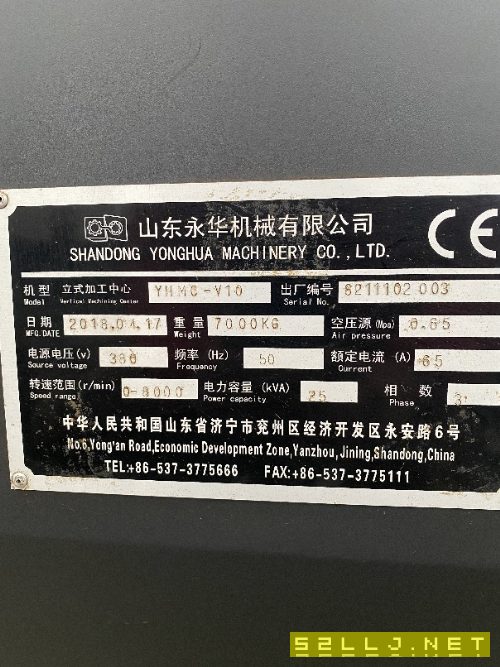 山东永华机械有限公司
SHANDONG YONGHUA MACHINERY CO.,LTD.
CE
机型 立式加工中心 YHMC-V10 出厂编号 6211102 003
Model Vertical Machining Center Serial No.
日期 2018.04.17 重量 7000KG 空压源(Mpa) 0.65
MFG.DATE Weight Air pressure
电源电压(v) 380 频率(Hz) 50 额定电流(A) 65
Source voltage Frequency Current
转速范围(r/min) 0-8000 电力容量(kVA) 25 相数 3
Speed range Power capacity Phase
中华人民共和国山东省济宁市兖州区经济开发区永安路6号
No.6,Yong'an Road,Economic Development Zone,Yanzhou,Jining,Shandong,China
TEL:+86-537-3775666 FAX:+86-537-3775111
52LLJ.NET